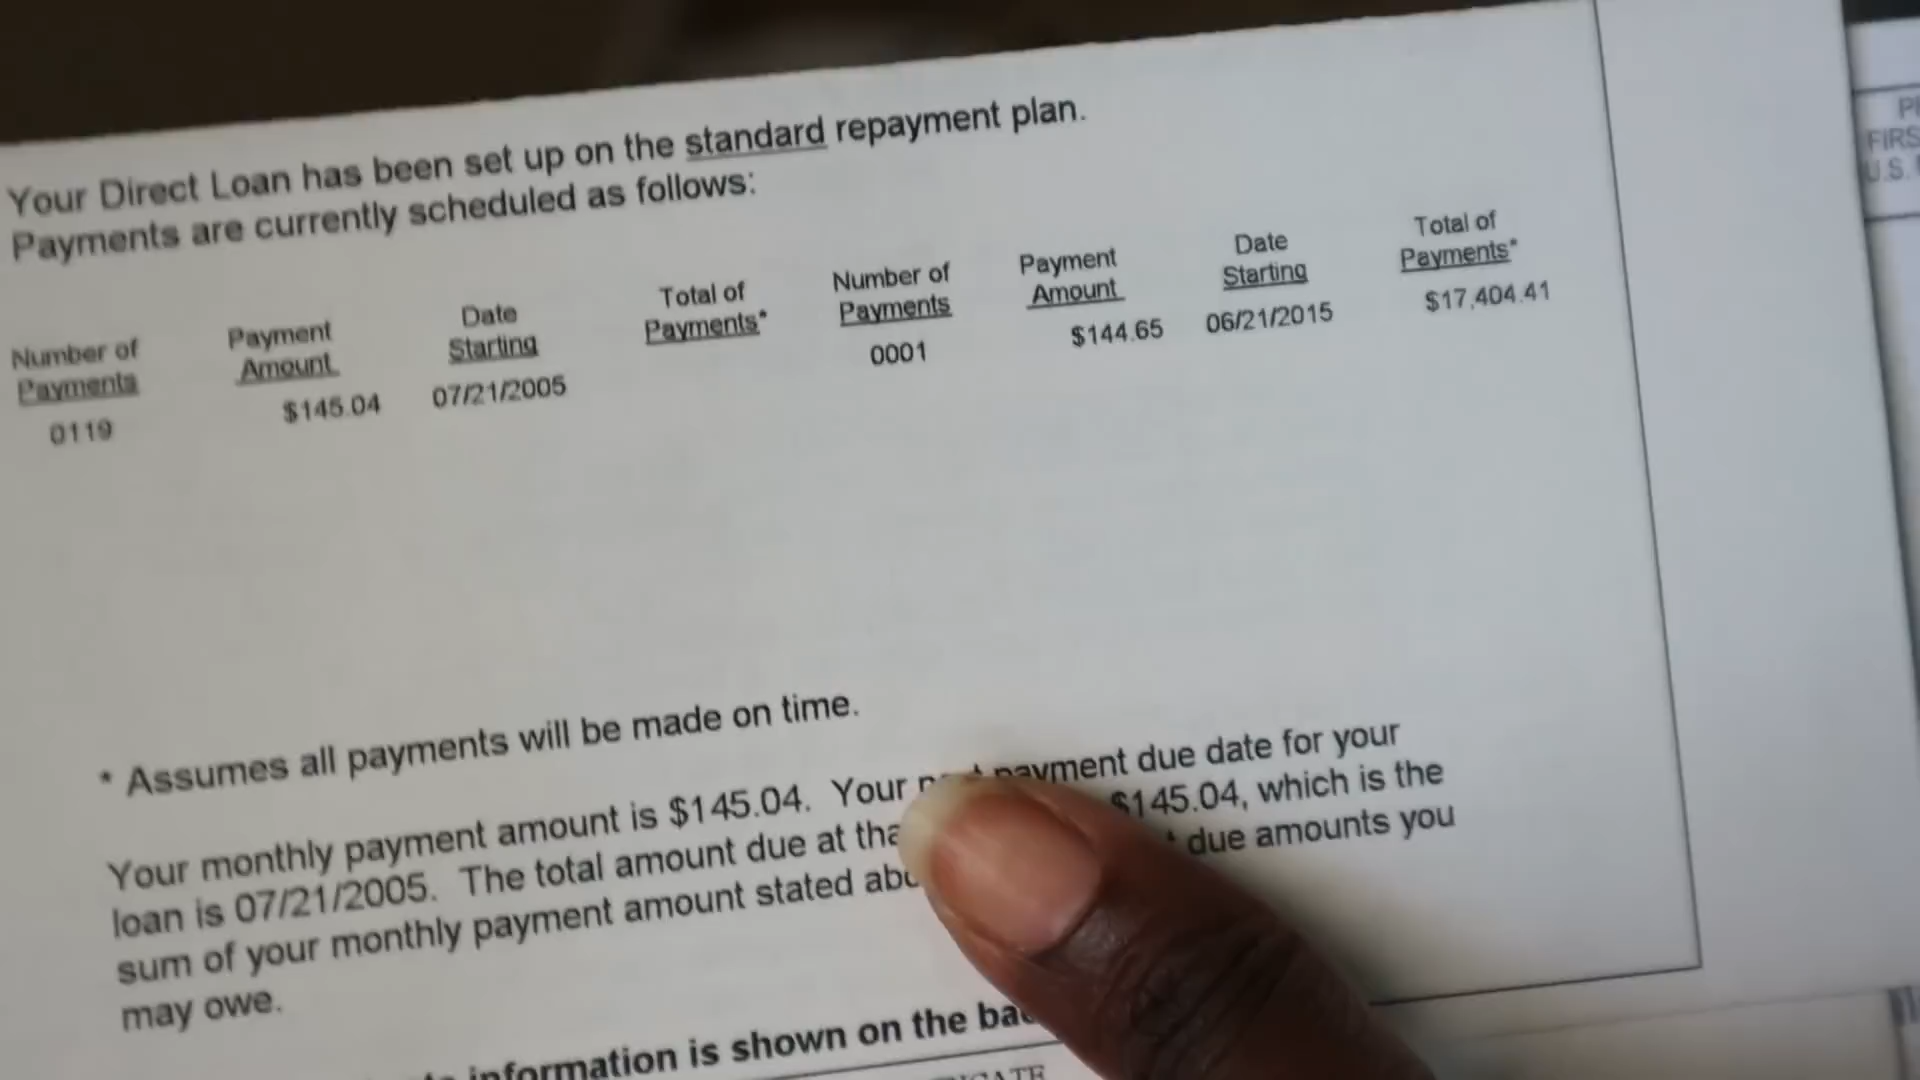 Your Direct Loan has been set up on the standard repayment plan.
Payments are currently scheduled as follows:
Number of Payments Payment Amount Date Starting Total of Payments* Number of Payments Payment Amount Date Starting Total of Payments*
0119 $145.04 07/21/2005 0001 $144.65 06/21/2015 $17,404.41
* Assumes all payments will be made on time.
Your monthly payment amount is $145.04. Your payment due date for your
loan is 07/21/2005. The total amount due at $145.04, which is the
sum of your monthly payment amount stated due amounts you
may owe.
information is shown on the
FIRS
U.S.